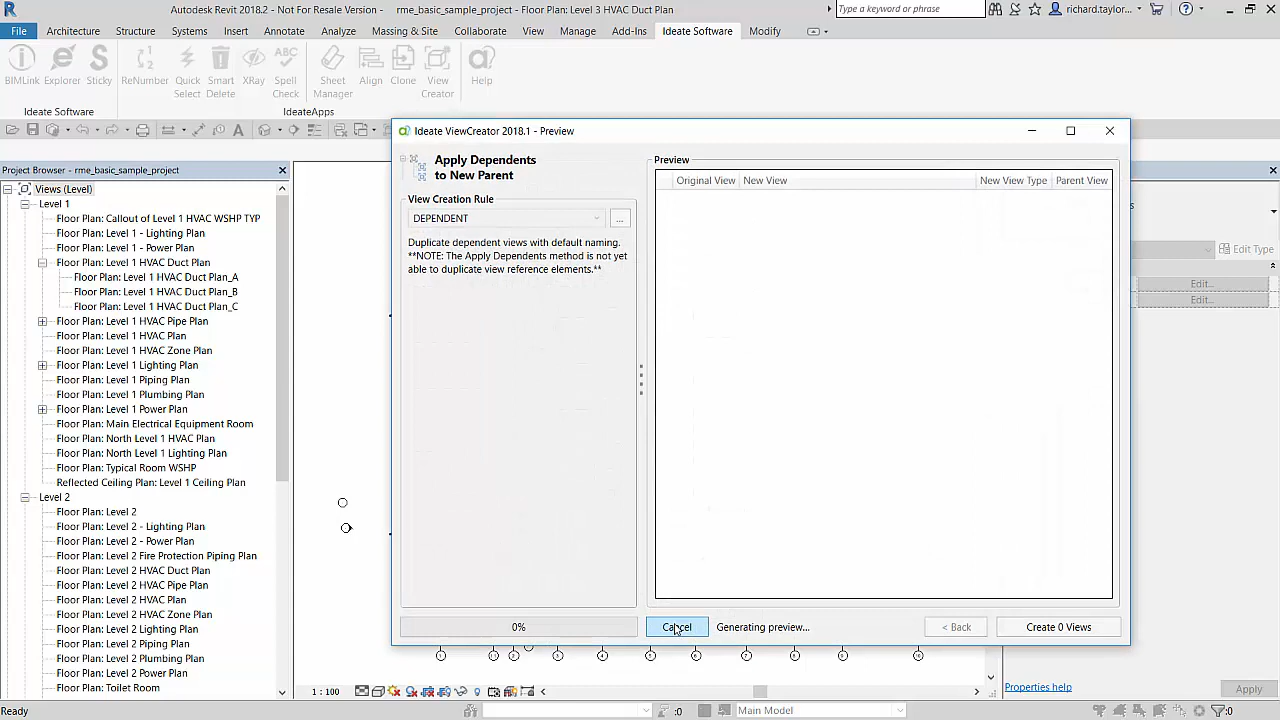 Autodesk Revit 2018.2 - Not For Resale Version - rme_basic_sample_project - Floor Plan: Level 3 HVAC Duct Plan
Type a keyword or phrase
richard.taylor...
File Architecture Structure Systems Insert Annotate Analyze Massing & Site Collaborate View Manage Add-Ins Ideate Software Modify
BIMLink Explorer Sticky ReNumber Quick Select Smart Delete XRay Spell Check Sheet Manager Align Clone View Creator Help
Ideate Software IdeateApps
Project Browser - rme_basic_sample_project
Views (Level)
Level 1
Floor Plan: Callout of Level 1 HVAC WSHP TYP
Floor Plan: Level 1 - Lighting Plan
Floor Plan: Level 1 - Power Plan
Floor Plan: Level 1 HVAC Duct Plan
Floor Plan: Level 1 HVAC Duct Plan_A
Floor Plan: Level 1 HVAC Duct Plan_B
Floor Plan: Level 1 HVAC Duct Plan_C
Floor Plan: Level 1 HVAC Pipe Plan
Floor Plan: Level 1 HVAC Plan
Floor Plan: Level 1 HVAC Zone Plan
Floor Plan: Level 1 Lighting Plan
Floor Plan: Level 1 Piping Plan
Floor Plan: Level 1 Plumbing Plan
Floor Plan: Level 1 Power Plan
Floor Plan: Main Electrical Equipment Room
Floor Plan: North Level 1 HVAC Plan
Floor Plan: North Level 1 Lighting Plan
Floor Plan: Typical Room WSHP
Reflected Ceiling Plan: Level 1 Ceiling Plan
Level 2
Floor Plan: Level 2
Floor Plan: Level 2 - Lighting Plan
Floor Plan: Level 2 - Power Plan
Floor Plan: Level 2 Fire Protection Piping Plan
Floor Plan: Level 2 HVAC Duct Plan
Floor Plan: Level 2 HVAC Pipe Plan
Floor Plan: Level 2 HVAC Plan
Floor Plan: Level 2 HVAC Zone Plan
Floor Plan: Level 2 Lighting Plan
Floor Plan: Level 2 Piping Plan
Floor Plan: Level 2 Plumbing Plan
Floor Plan: Level 2 Power Plan
Floor Plan: Toilet Room
Ideate ViewCreator 2018.1 - Preview
Apply Dependents
to New Parent
View Creation Rule
DEPENDENT
...
Duplicate dependent views with default naming.
**NOTE: The Apply Dependents method is not yet
able to duplicate view reference elements.**
Preview
Original View New View New View Type Parent View
0% Cancel Generating preview... < Back Create 0 Views
Edit Type
Edit...
Edit...
1 : 100
Properties help Apply
Ready :0 Main Model :0